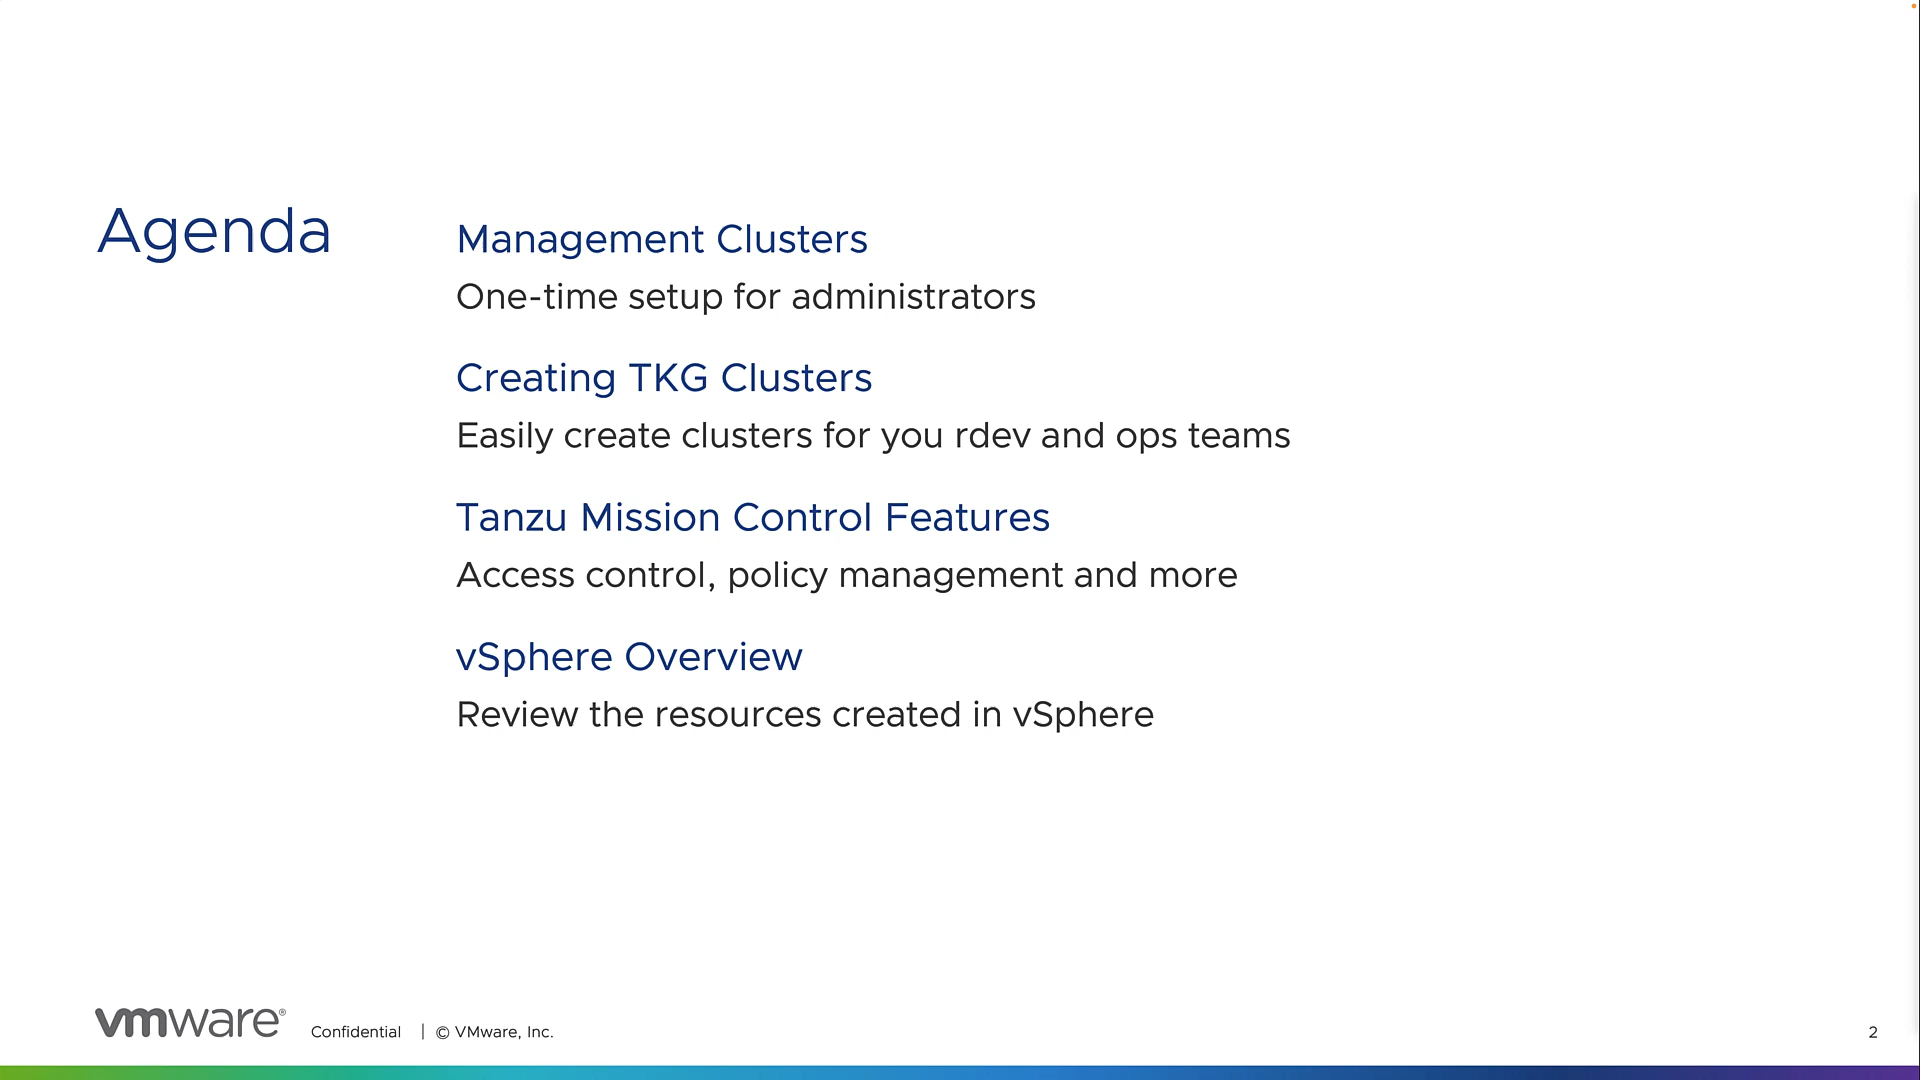 Agenda
Management Clusters
One-time setup for administrators
Creating TKG Clusters
Easily create clusters for you rdev and ops teams
Tanzu Mission Control Features
Access control, policy management and more
vSphere Overview
Review the resources created in vSphere
vmware® Confidential | © VMware, Inc. 2